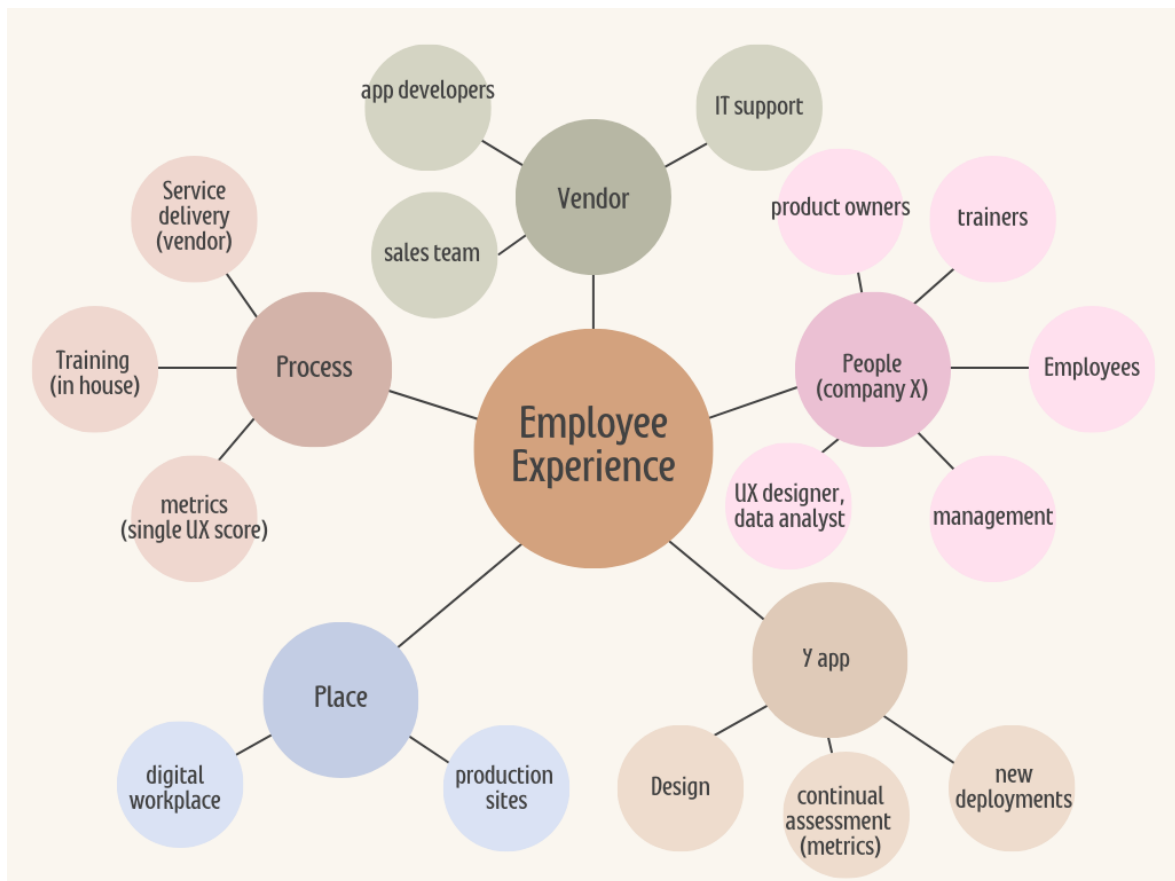 app developers
IT support
Vendor
sales team
Service
delivery
(vendor)
Training
(in house)
Process
metrics
(single UX score)
product owners
trainers
People
(company X)
Employees
UX designer,
data analyst
management
Employee
Experience
Place
digital
workplace
production
sites
Y app
Design
continual
assessment
(metrics)
new
deployments